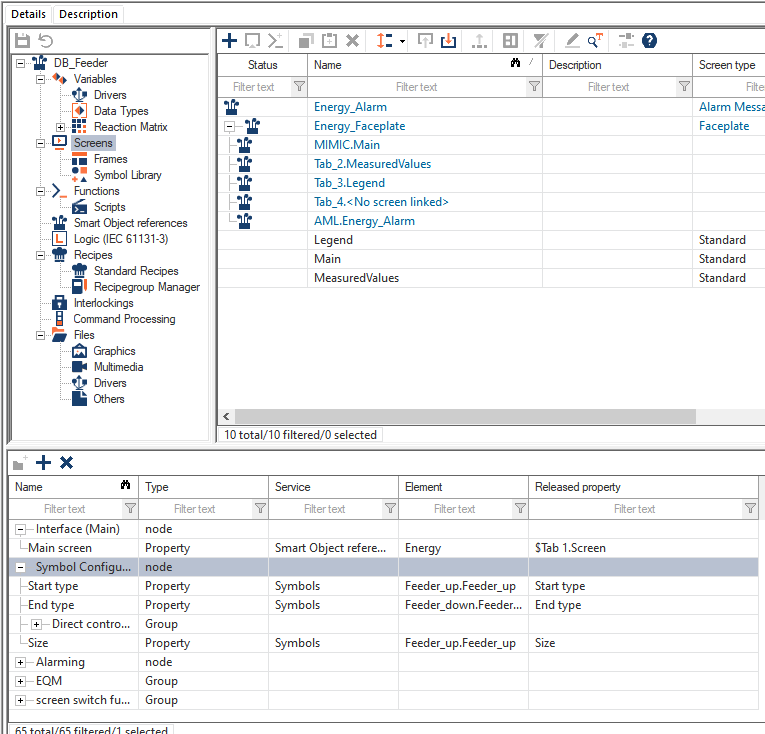 Details Description
DB_Feeder
Variables
Drivers
Data Types
Reaction Matrix
Screens
Frames
Symbol Library
Functions
Scripts
Smart Object references
Logic (IEC 61131-3)
Recipes
Standard Recipes
Recipegroup Manager
Interlockings
Command Processing
Files
Graphics
Multimedia
Drivers
Others
Status Name Description Screen type
Filter text Filter text Filter text Filte
Energy_Alarm Alarm Messa
Energy_Faceplate Faceplate
MIMIC.Main
Tab_2.MeasuredValues
Tab_3.Legend
Tab_4.<No screen linked>
AML.Energy_Alarm
Legend Standard
Main Standard
MeasuredValues Standard
10 total/10 filtered/0 selected
Name Type Service Element Released property
Filter text Filter text Filter text Filter text Filter text
Interface (Main) node
Main screen Property Smart Object refere... Energy $Tab 1.Screen
Symbol Configu... node
Start type Property Symbols Feeder_up.Feeder_up Start type
End type Property Symbols Feeder_down.Feeder... End type
Direct contro... Group
Size Property Symbols Feeder_up.Feeder_up Size
Alarming node
EQM Group
screen switch fu... Group
65 total/65 filtered/1 selected